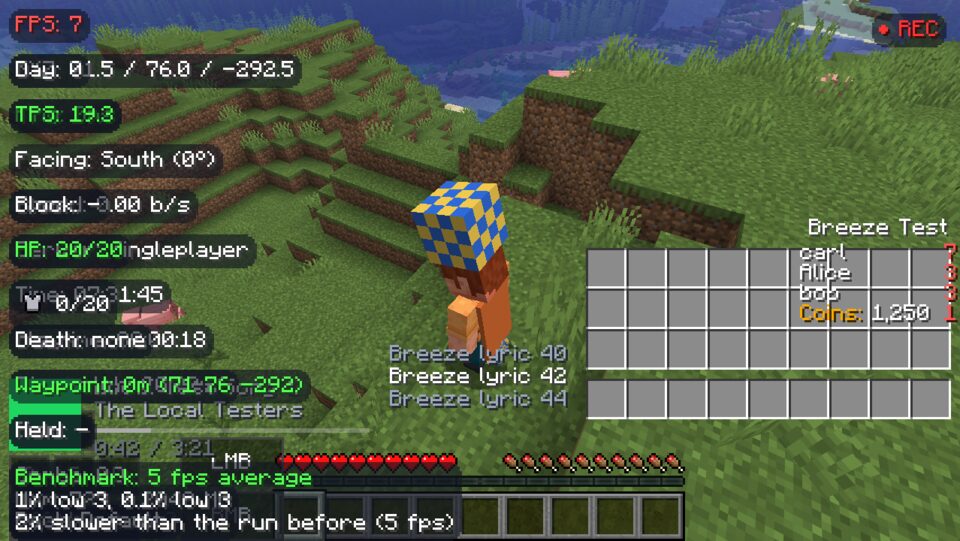 FPS: 7
REC
Day: 01.5 / 76.0 / -292.5
TPS: 19.3
Facing: South (0°)
Block: -.00 b/s
HP: 20/20
ingleplayer
1:45
0/20
Death: none
00:18
Waypoint: 0m (71 76 -292)
The Local Testers
Held: -
0:42 / 3:21
LMB
Benchmark: 5 fps average
1% low 3, 0.1% low 3
2% slower than the run before (5 fps)
Breeze lyric 40
Breeze lyric 42
Breeze lyric 44
Breeze Test
carl 7
Alice 3
bob 3
Coins: 1,250 1